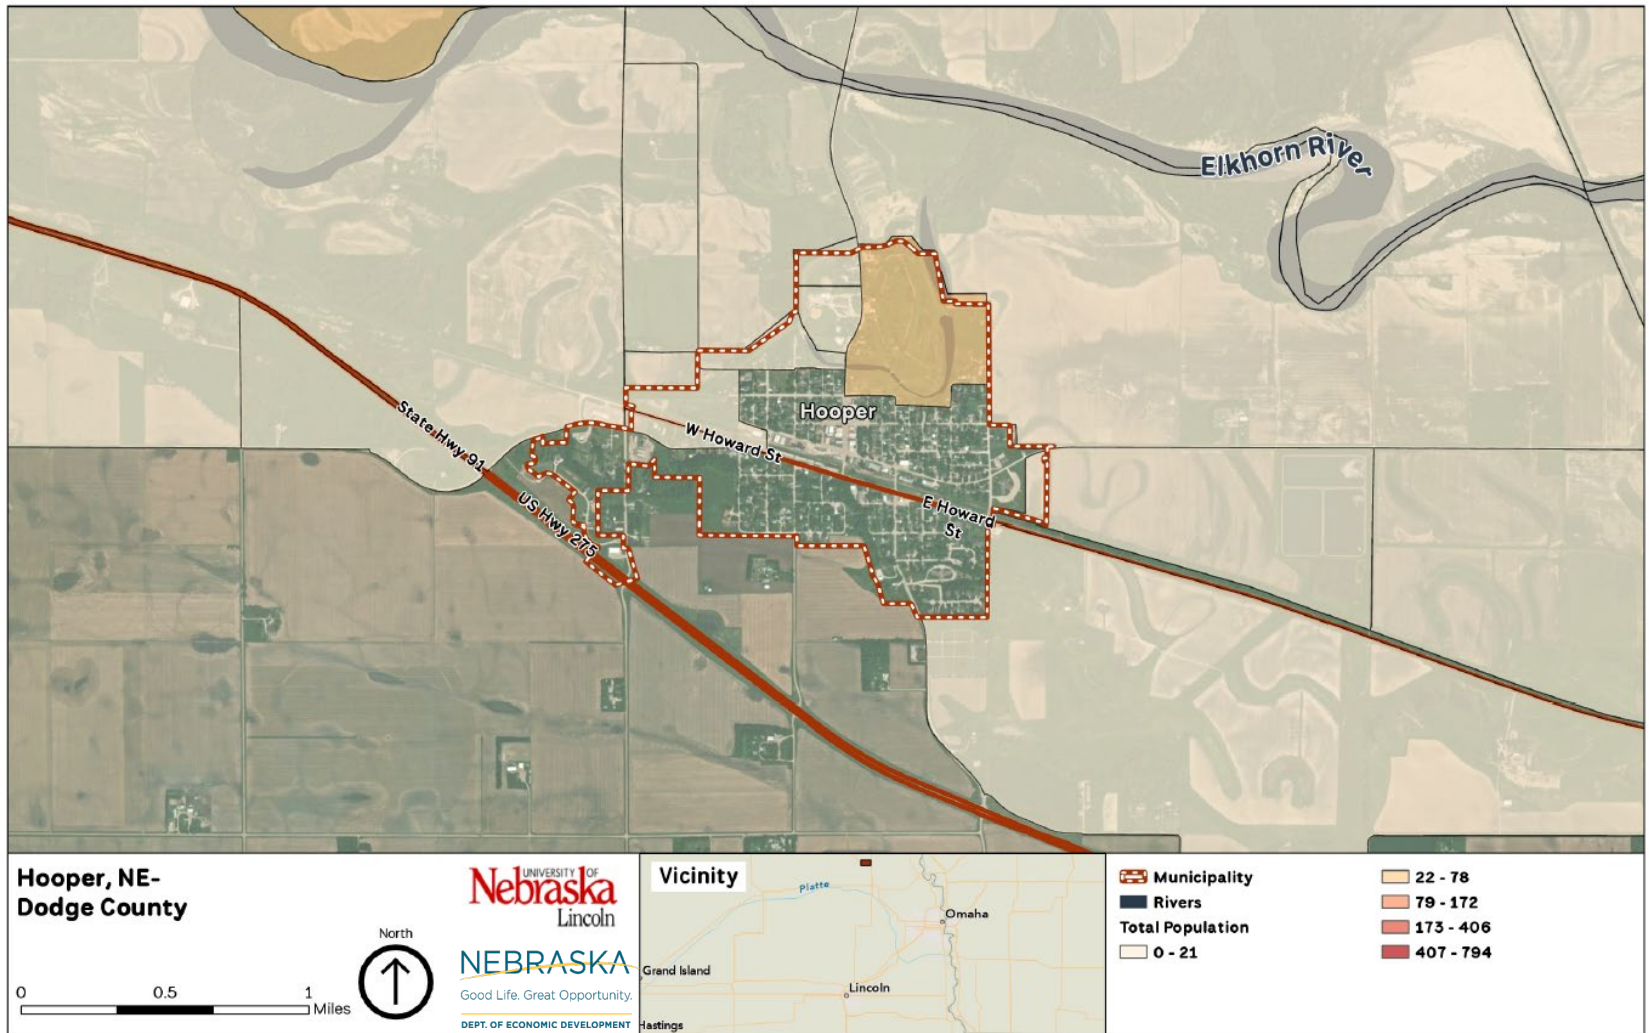 Elkhorn River
Hooper
State Hwy 91
W Howard St
US Hwy 275
E Howard
St
Hooper, NE-
Dodge County
North
0 0.5 1
Miles
UNIVERSITY OF
Nebraska
Lincoln
NEBRASKA
Good Life. Great Opportunity.
DEPT. OF ECONOMIC DEVELOPMENT
Vicinity
Platte
Omaha
Grand Island
Lincoln
Hastings
Municipality
Rivers
Total Population
0 - 21
22 - 78
79 - 172
173 - 406
407 - 794